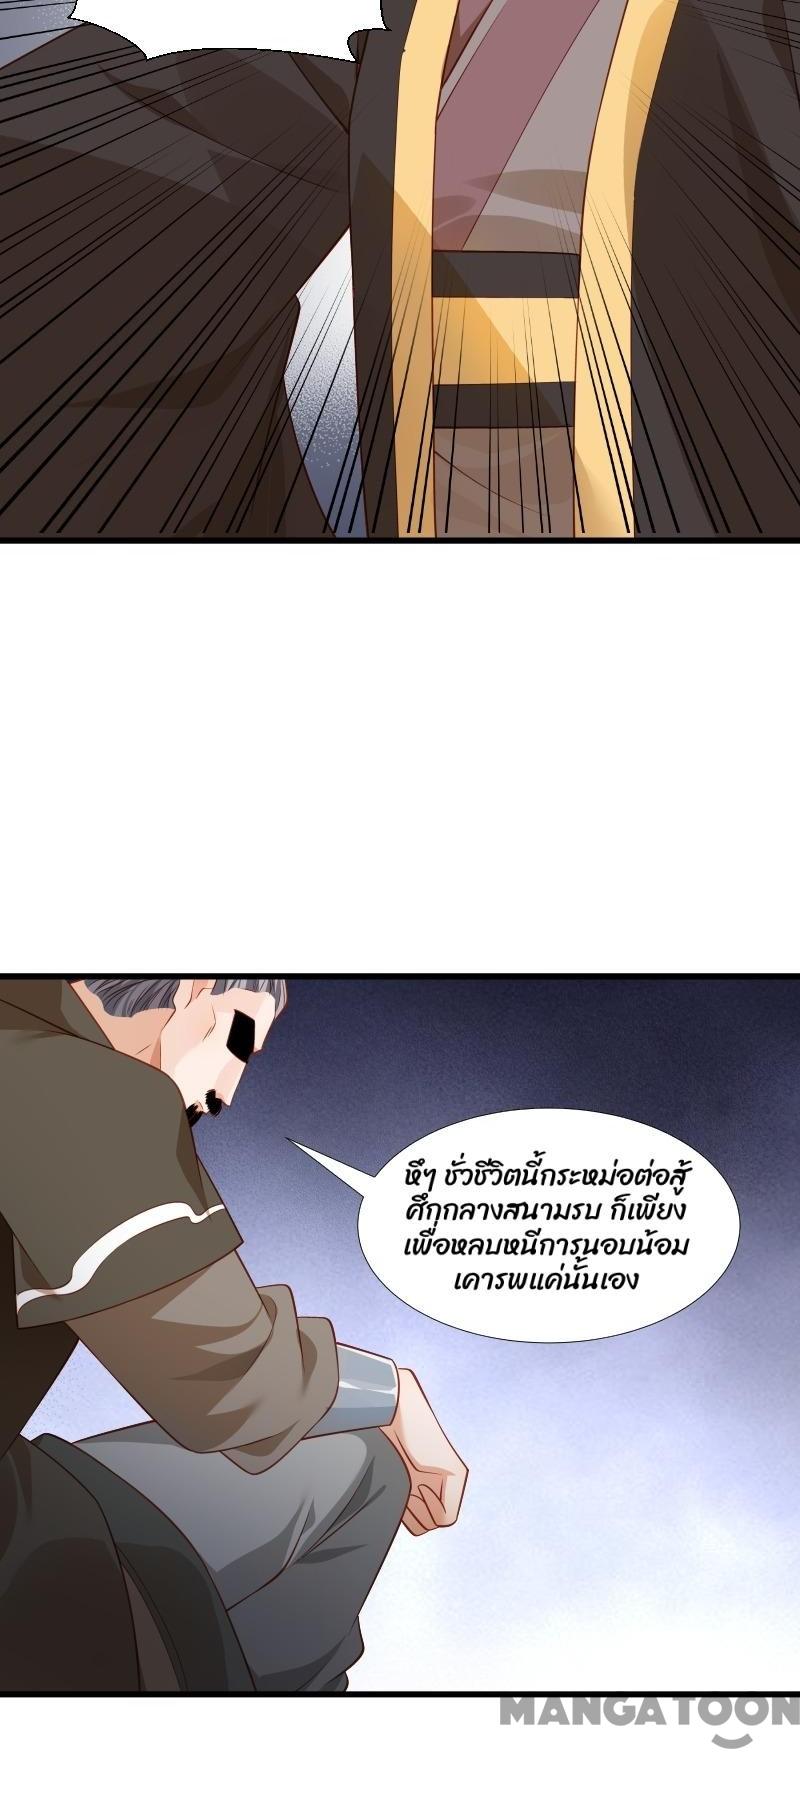 หึๆ ชั่วชีวิตนี้กระหม่อต่อสู้
ศึกกลางสนามรบ ก็เพียง
เพื่อหลบหนีการนอบน้อม
เคารพแค่นั้นเอง
MANGATOON